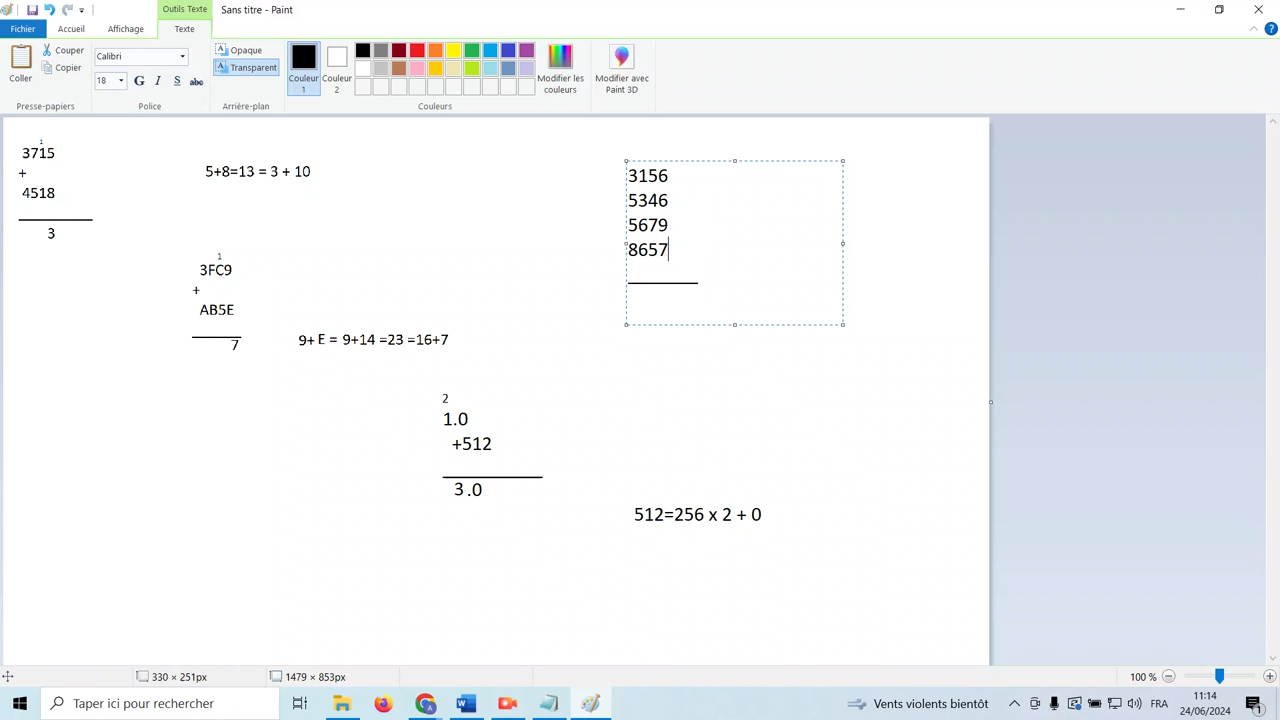 Outils Texte
Sans titre - Paint
Fichier
Accueil
Affichage
Texte
Coller
Couper
Copier
Presse-papiers
Calibri
18
G I S abc
Police
Opaque
Transparent
Arrière-plan
Couleur 1
Couleur 2
Couleurs
Modifier les couleurs
Modifier avec Paint 3D
1
3715
+
4518
3
5+8=13 = 3 + 10
3156
5346
5679
8657
1
3FC9
+
AB5E
7
9+ E = 9+14 =23 =16+7
2
1.0
+512
3 .0
512=256 x 2 + 0
330 × 251px
1479 × 853px
100 %
Taper ici pour rechercher
Vents violents bientôt
FRA
11:14
24/06/2024
1